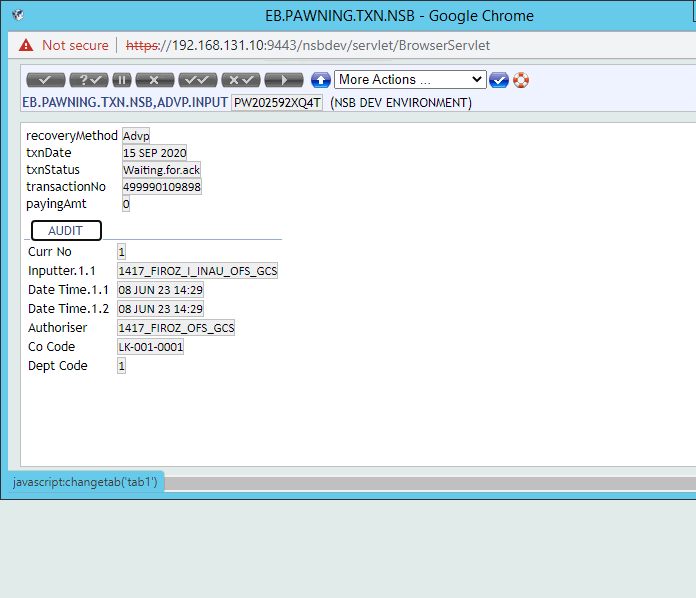 EB.PAWNING.TXN.NSB - Google Chrome
Not secure | https://192.168.131.10:9443/nsbdev/servlet/BrowserServlet
More Actions ...
EB.PAWNING.TXN.NSB,ADVP.INPUT PW202592XQ4T (NSB DEV ENVIRONMENT)
recoveryMethod Advp
txnDate 15 SEP 2020
txnStatus Waiting.for.ack
transactionNo 499990109898
payingAmt 0
AUDIT
Curr No 1
Inputter.1.1 1417_FIROZ_I_INAU_OFS_GCS
Date Time.1.1 08 JUN 23 14:29
Date Time.1.2 08 JUN 23 14:29
Authoriser 1417_FIROZ_OFS_GCS
Co Code LK-001-0001
Dept Code 1
javascript:changetab('tab1')